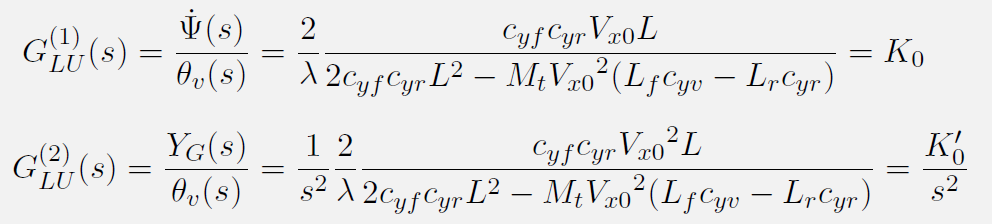 G_{LU}^{(1)}(s) = \frac{\dot{\Psi}(s)}{\theta_v(s)} = \frac{2}{\lambda} \frac{c_{yf} c_{yr} V_{x0} L}{2 c_{yf} c_{yr} L^2 - M_t {V_{x0}}^2 (L_f c_{yv} - L_r c_{yr})} = K_0
G_{LU}^{(2)}(s) = \frac{Y_G(s)}{\theta_v(s)} = \frac{1}{s^2} \frac{2}{\lambda} \frac{c_{yf} c_{yr} {V_{x0}}^2 L}{2 c_{yf} c_{yr} L^2 - M_t {V_{x0}}^2 (L_f c_{yv} - L_r c_{yr})} = \frac{K_0'}{s^2}